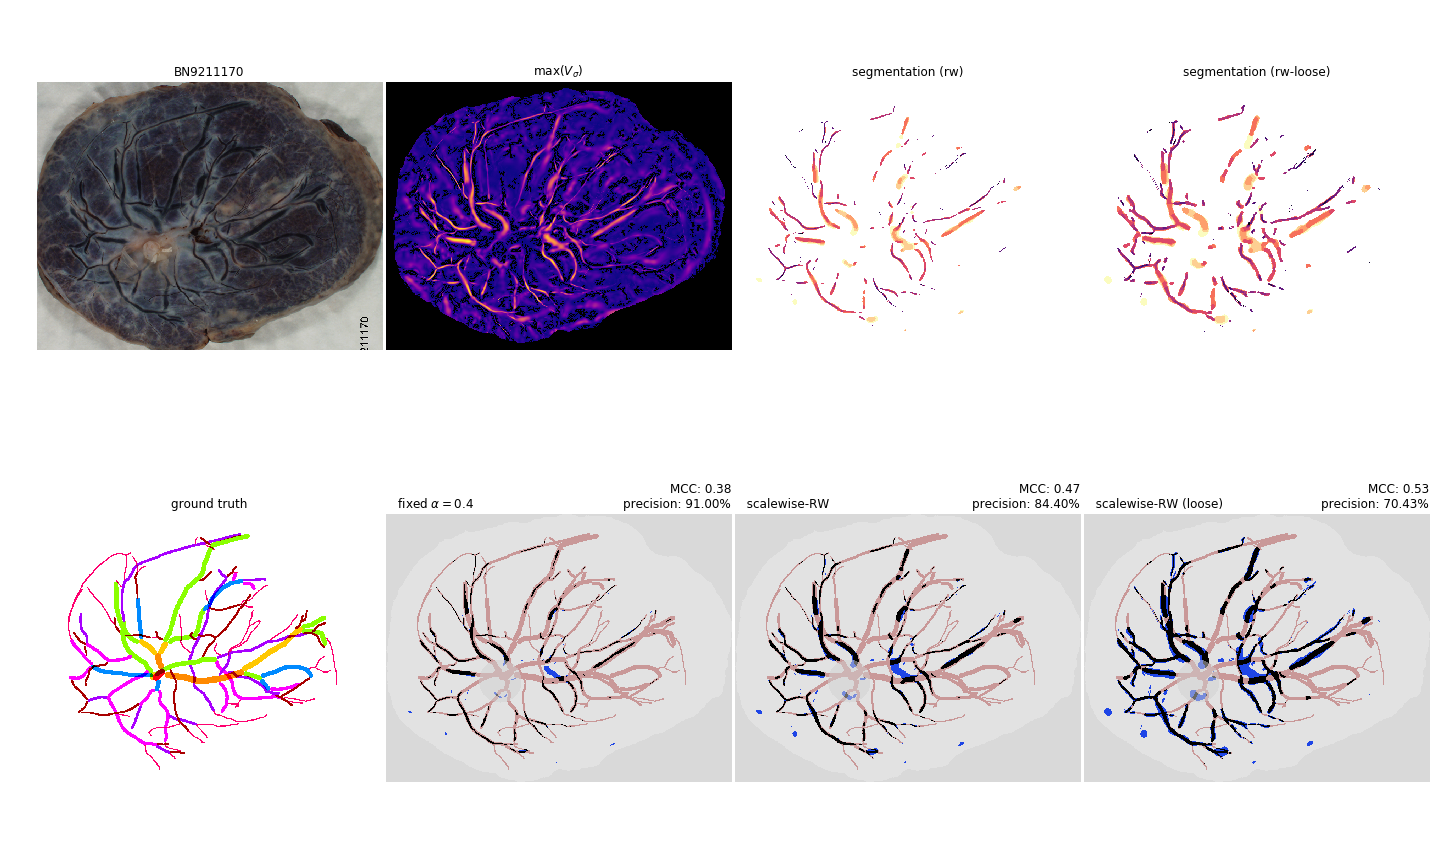 BN9211170
max(Vσ)
segmentation (rw)
segmentation (rw-loose)
211170
ground truth
fixed α = 0.4
MCC: 0.38
precision: 91.00%
scalewise-RW
MCC: 0.47
precision: 84.40%
scalewise-RW (loose)
MCC: 0.53
precision: 70.43%